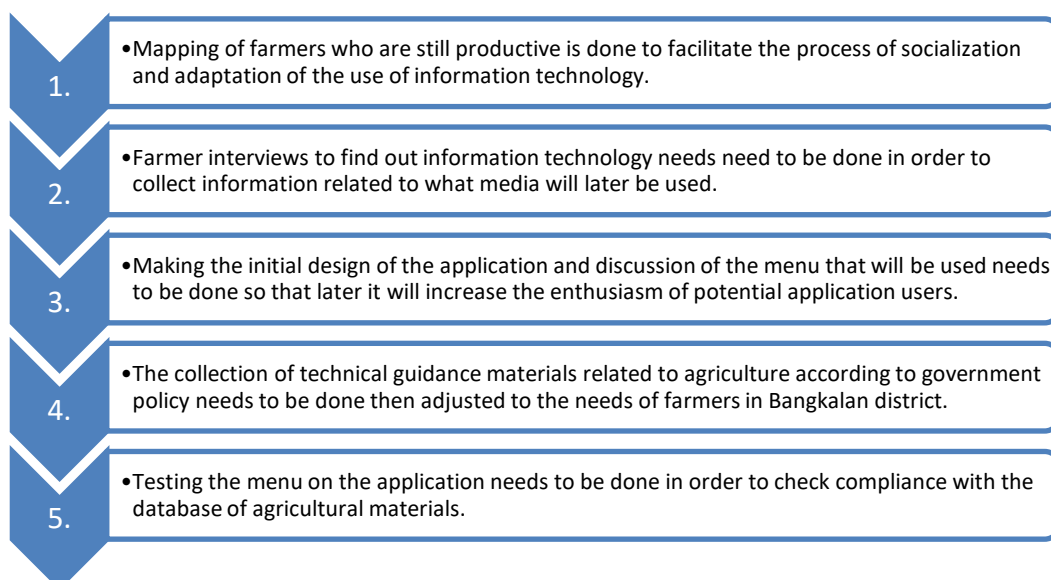 1.
•Mapping of farmers who are still productive is done to facilitate the process of socialization
and adaptation of the use of information technology.
2.
•Farmer interviews to find out information technology needs need to be done in order to
collect information related to what media will later be used.
3.
•Making the initial design of the application and discussion of the menu that will be used needs
to be done so that later it will increase the enthusiasm of potential application users.
4.
•The collection of technical guidance materials related to agriculture according to government
policy needs to be done then adjusted to the needs of farmers in Bangkalan district.
5.
•Testing the menu on the application needs to be done in order to check compliance with the
database of agricultural materials.